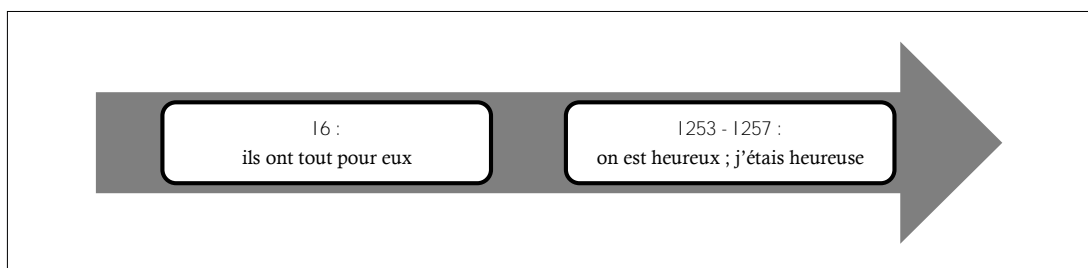 16 :
ils ont tout pour eux
1253 - 1257 :
on est heureux ; j’étais heureuse